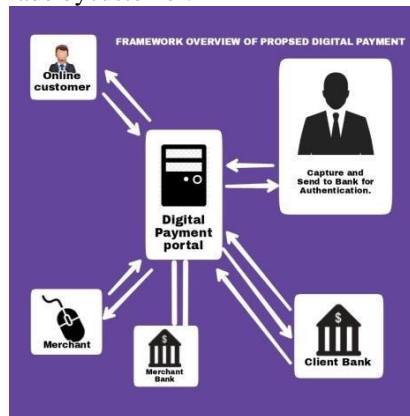 FRAMEWORK OVERVIEW OF PROPSED DIGITAL PAYMENT
Online
customer
Capture and
Send to Bank for
Authentication.
Digital
Payment
portal
Merchant
$
Merchant
Bank
$
Client Bank